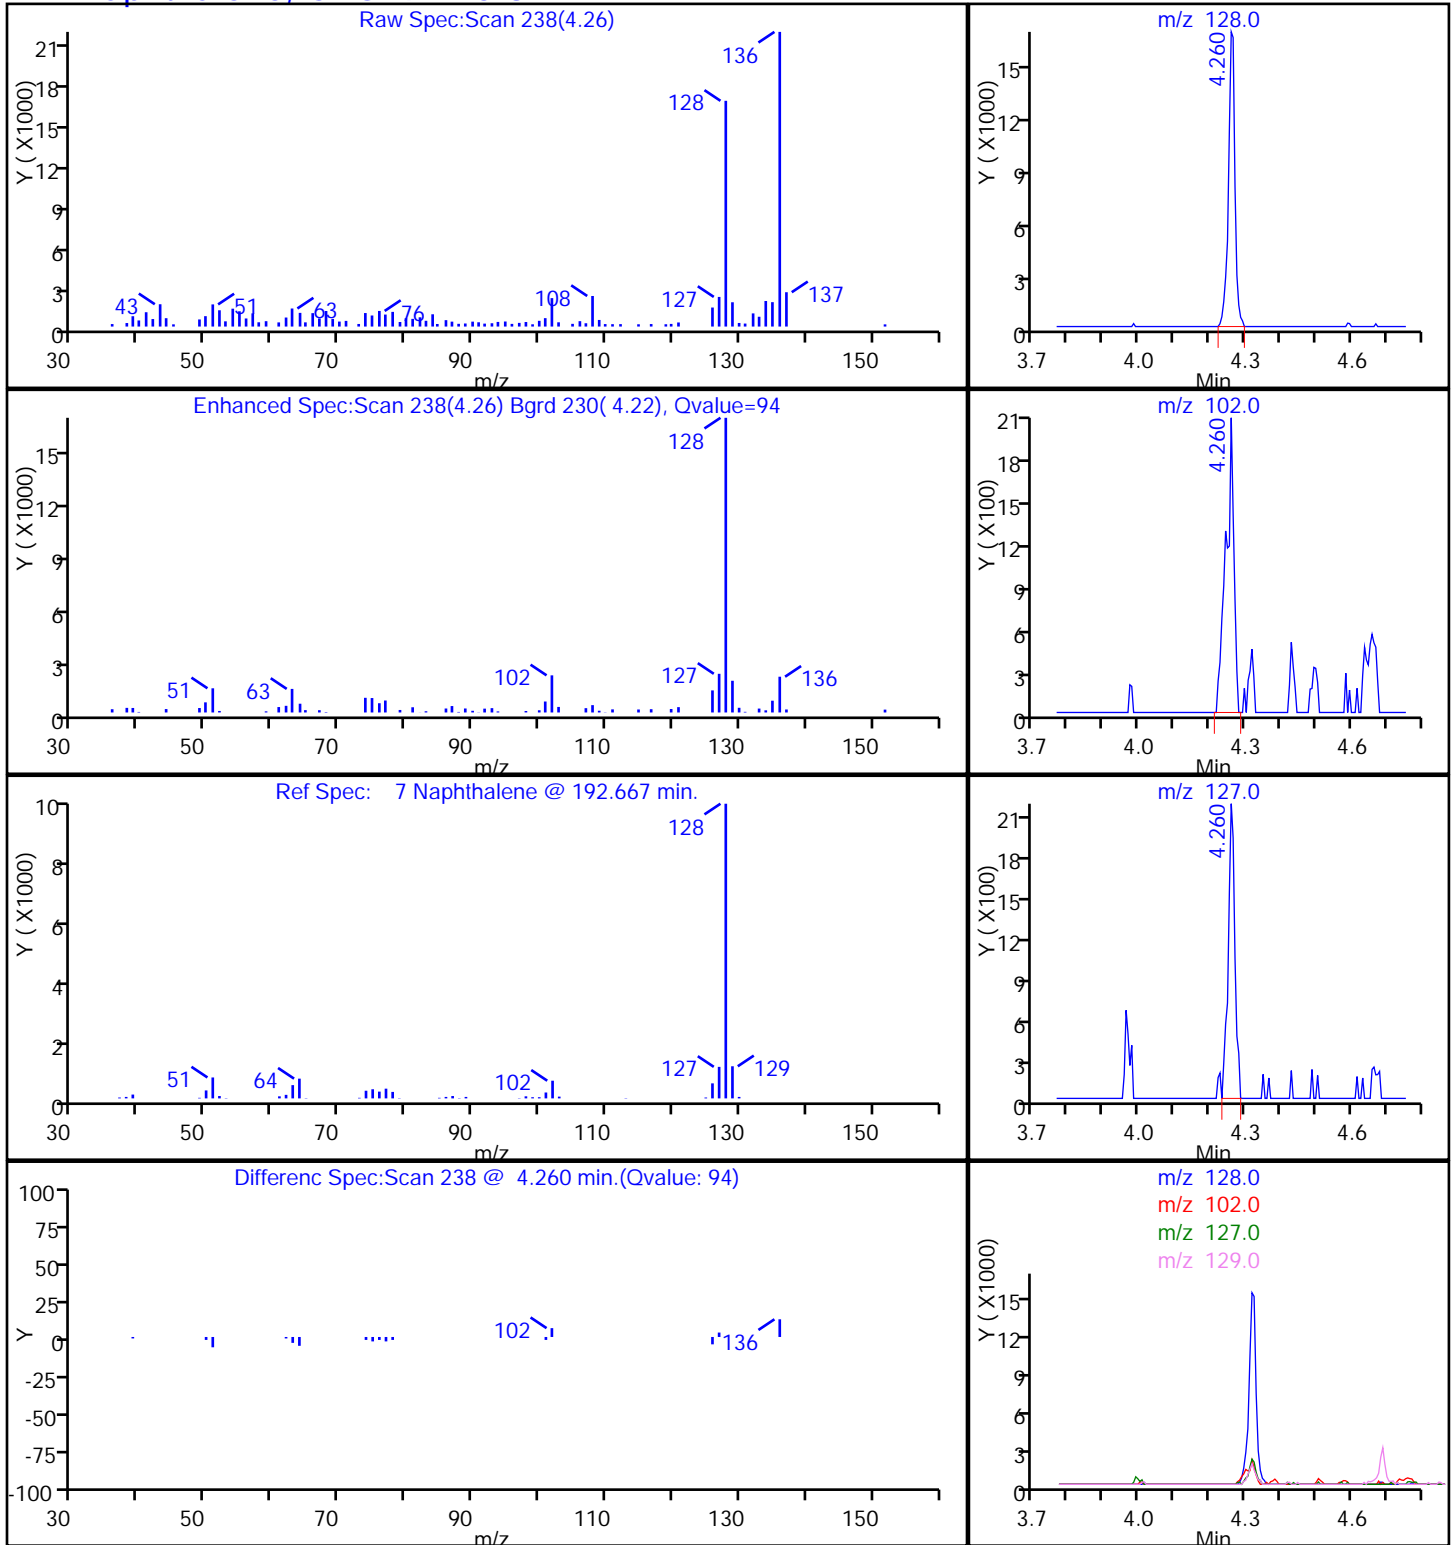 Raw Spec:Scan 238(4.26)
Y ( X1000)
21
18
15
12
9
6
3
0
136
128
43
51
63
76
108
127
137
30 50 70 90 110 130 150
m/z
m/z 128.0
Y ( X1000)
15
12
9
6
3
0
4.260
3.7 4.0 4.3 4.6
Min
Enhanced Spec:Scan 238(4.26) Bgrd 230( 4.22), Qvalue=94
Y ( X1000)
15
12
9
6
3
0
128
51
63
102
127
136
30 50 70 90 110 130 150
m/z
m/z 102.0
Y ( X100)
21
18
15
12
9
6
3
0
4.260
3.7 4.0 4.3 4.6
Min
Ref Spec: 7 Naphthalene @ 192.667 min.
Y ( X1000)
10
8
6
4
2
0
128
51
64
102
127
129
30 50 70 90 110 130 150
m/z
m/z 127.0
Y ( X100)
21
18
15
12
9
6
3
0
4.260
3.7 4.0 4.3 4.6
Min
Differenc Spec:Scan 238 @ 4.260 min.(Qvalue: 94)
Y
100
75
50
25
0
-25
-50
-75
-100
102
136
30 50 70 90 110 130 150
m/z
m/z 128.0
m/z 102.0
m/z 127.0
m/z 129.0
Y ( X1000)
15
12
9
6
3
0
3.7 4.0 4.3 4.6
Min